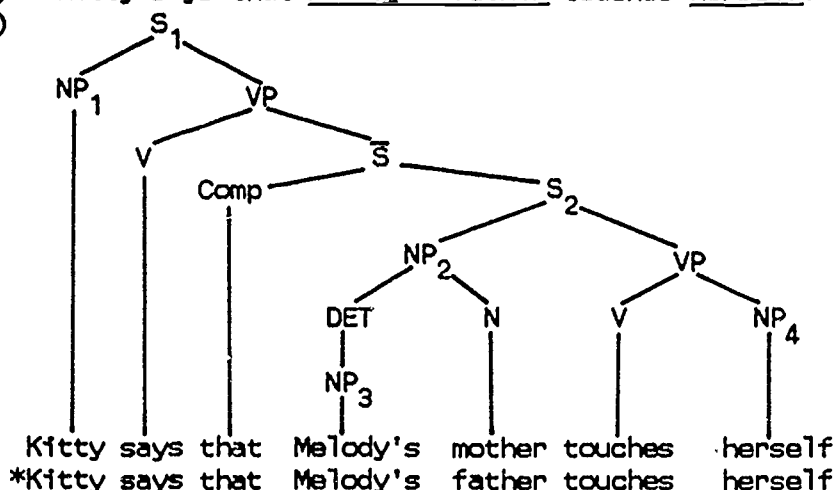 S1
NP1 VP
V S̅
Comp S2
NP2 VP
DET N V NP4
NP3
Kitty says that Melody's mother touches herself
*Kitty says that Melody's father touches herself